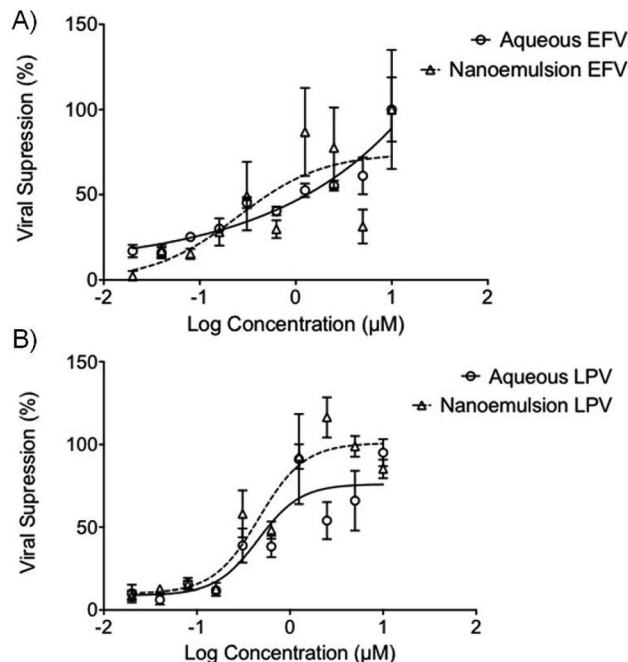 A)
Aqueous EFV
Nanoemulsion EFV
Viral Supression (%)
150
100
50
0
-2
-1
0
1
2
Log Concentration (µM)
B)
Aqueous LPV
Nanoemulsion LPV
Viral Supression (%)
150
100
50
0
-2
-1
0
1
2
Log Concentration (µM)